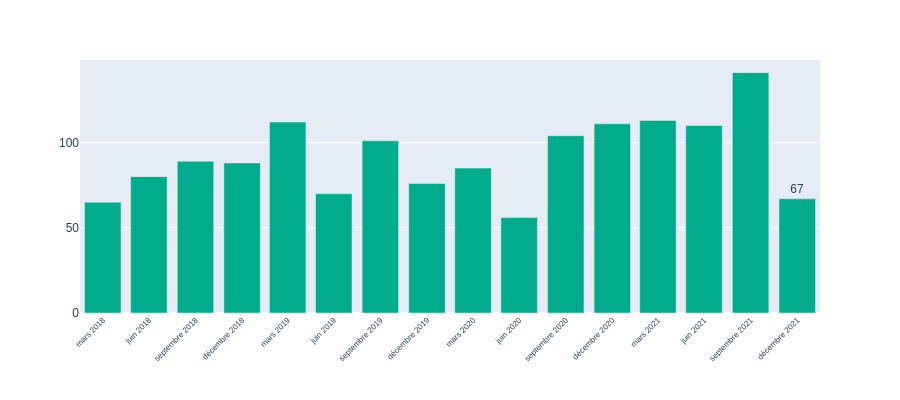 100
50
0
67
mars 2018
juin 2018
septembre 2018
décembre 2018
mars 2019
juin 2019
septembre 2019
décembre 2019
mars 2020
juin 2020
septembre 2020
décembre 2020
mars 2021
juin 2021
septembre 2021
décembre 2021